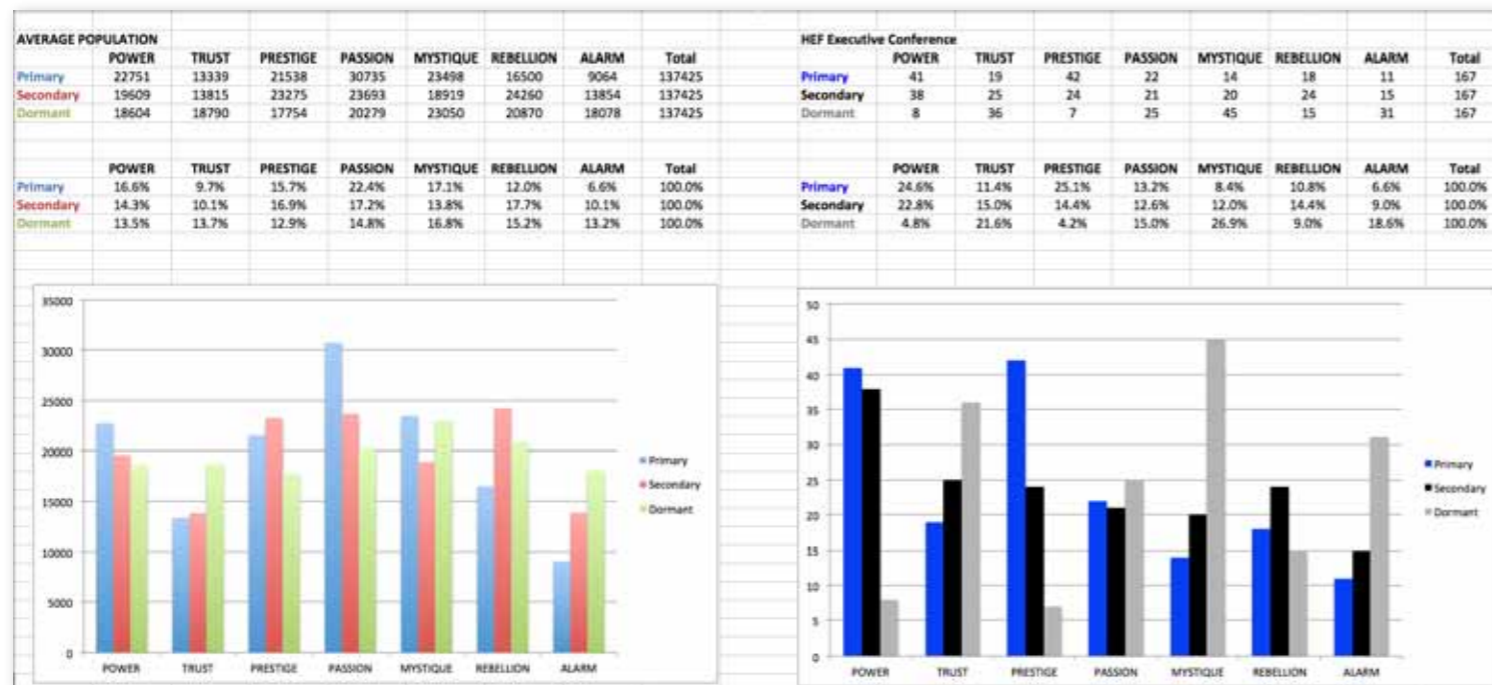 AVERAGE POPULATION
POWER TRUST PRESTIGE PASSION MYSTIQUE REBELLION ALARM Total
Primary 22751 13339 21538 30735 23498 16500 9064 137425
Secondary 19609 13815 23275 23693 18919 24260 13854 137425
Dormant 18604 18790 17754 20279 23050 20870 18078 137425
POWER TRUST PRESTIGE PASSION MYSTIQUE REBELLION ALARM Total
Primary 16.6% 9.7% 15.7% 22.4% 17.1% 12.0% 6.6% 100.0%
Secondary 14.3% 10.1% 16.9% 17.2% 13.8% 17.7% 10.1% 100.0%
Dormant 13.5% 13.7% 12.9% 14.8% 16.8% 15.2% 13.2% 100.0%
35000
30000
25000
20000
15000
10000
5000
0
POWER TRUST PRESTIGE PASSION MYSTIQUE REBELLION ALARM
Primary
Secondary
Dormant
HEF Executive Conference
POWER TRUST PRESTIGE PASSION MYSTIQUE REBELLION ALARM Total
Primary 41 19 42 22 14 18 11 167
Secondary 38 25 24 21 20 24 15 167
Dormant 8 36 7 25 45 15 31 167
POWER TRUST PRESTIGE PASSION MYSTIQUE REBELLION ALARM Total
Primary 24.6% 11.4% 25.1% 13.2% 8.4% 10.8% 6.6% 100.0%
Secondary 22.8% 15.0% 14.4% 12.6% 12.0% 14.4% 9.0% 100.0%
Dormant 4.8% 21.6% 4.2% 15.0% 26.9% 9.0% 18.6% 100.0%
50
45
40
35
30
25
20
15
10
5
0
POWER TRUST PRESTIGE PASSION MYSTIQUE REBELLION ALARM
Primary
Secondary
Dormant